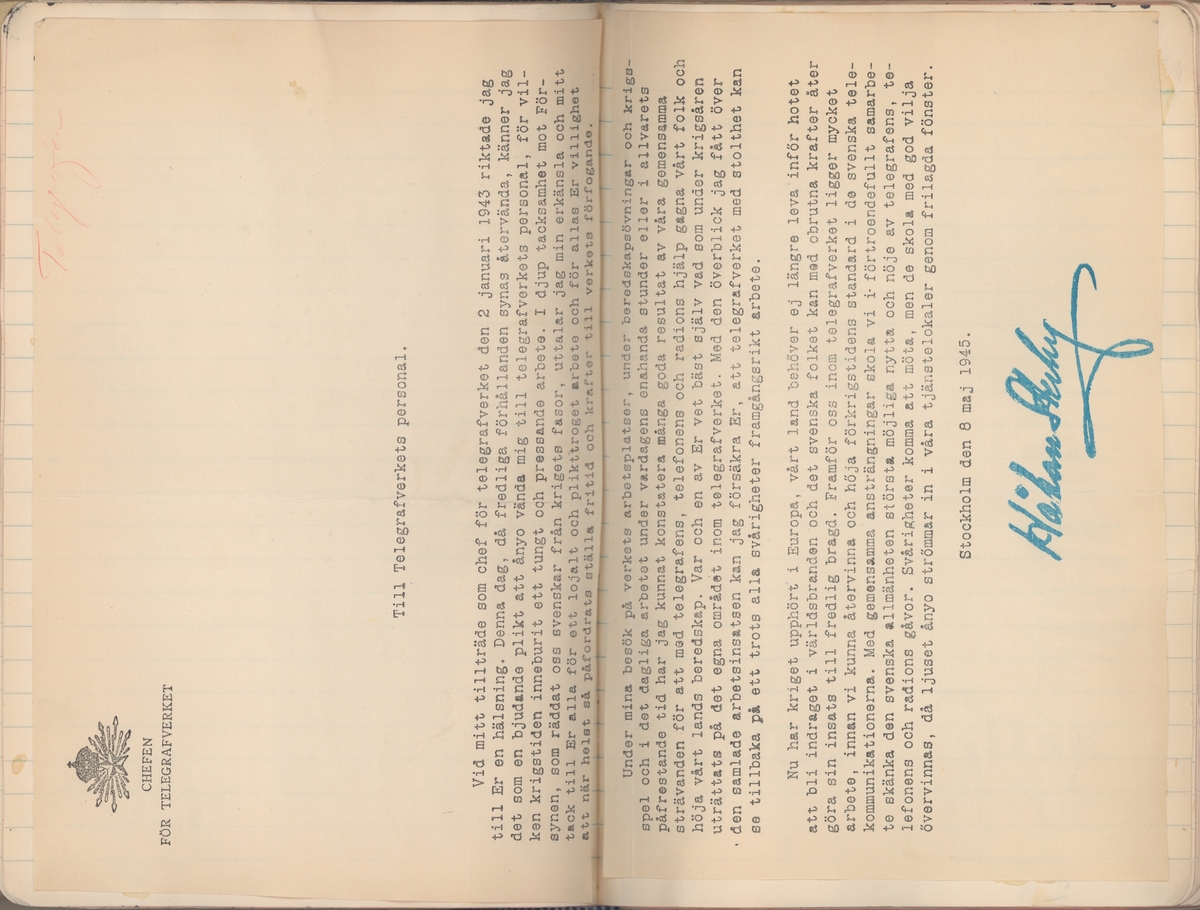 CHEFEN
FÖR TELEGRAFVERKET
Till Telegrafverkets personal.
Vid mitt tillträde som chef för telegrafverket den 2 januari 1943 riktade jag
till Er en hälsning. Denna dag, då fredliga förhållanden synas återvända, känner jag
det som en bjudande plikt att ånyo vända mig till telegrafverkets personal, för vil-
ken krigstiden inneburit ett tungt och pressande arbete. I djup tacksamhet mot För-
synen, som räddat oss svenskar från krigets fasor, uttalar jag min erkänsla och mitt
tack till Er alla för ett lojalt och plikttroget arbete och för allas Er villighet
att när helst så påfordrats ställa fritid och krafter till verkets förfogande.
Under mina besök på verkets arbetsplatser, under beredskapsövningar och krigs-
spel och i det dagliga arbetet under vardagens enahanda stunder eller i allvarets
påfrestande tid har jag kunnat konstatera många goda resultat av våra gemensamma
strävanden för att med telegrafens, telefonens och radions hjälp gagna vårt folk och
höja vårt lands beredskap. Var och en av Er vet bäst själv vad som under krigsåren
uträttats på det egna området inom telegrafverket. Med den överblick jag fått över
den samlade arbetsinsatsen kan jag försäkra Er, att telegrafverket med stolthet kan
se tillbaka på ett trots alla svårigheter framgångsrikt arbete.
Nu har kriget upphört i Europa, vårt land behöver ej längre leva inför hotet
att bli indraget i världsbranden och det svenska folket kan med obrutna krafter åter
göra sin insats till fredlig bragd. Framför oss inom telegrafverket ligger mycket
arbete, innan vi kunna återvinna och höja förkrigstidens standard i de svenska tele-
kommunikationerna. Med gemensamma ansträngningar skola vi i förtroendefullt samarbe-
te skänka den svenska allmänheten största möjliga nytta och nöje av telegrafens, te-
lefonens och radions gåvor. Svårigheter komma att möta, men de skola med god vilja
övervinnas, då ljuset ånyo strömmar in i våra tjänstelokaler genom frilagda fönster.
Stockholm den 8 maj 1945.
Håkan Sterky